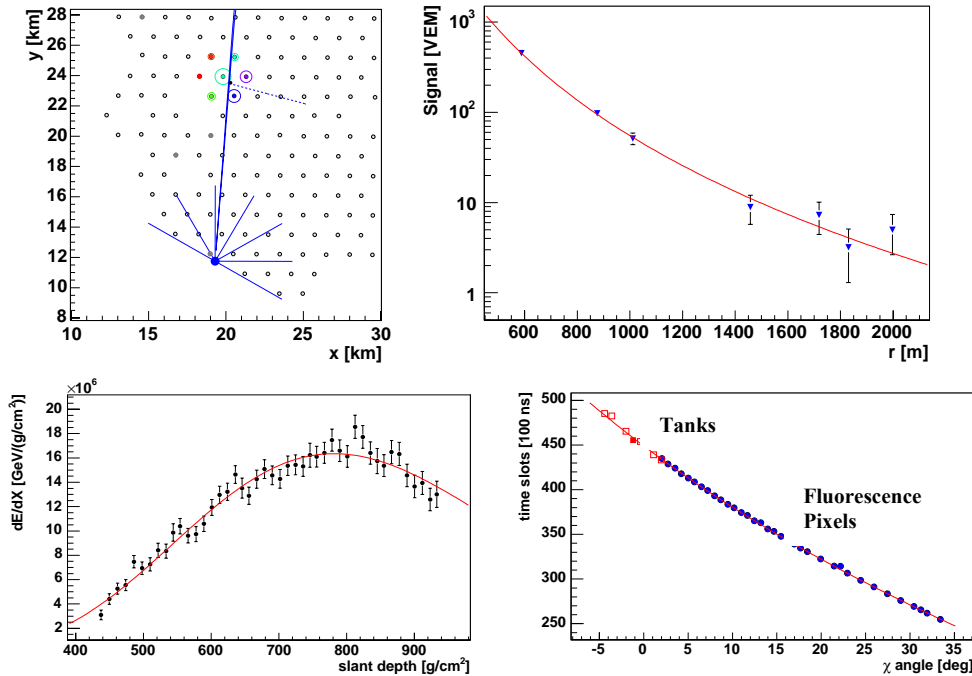 y [km]
28
26
24
22
20
18
16
14
12
10
8
10 15 20 25 30
x [km]
Signal [VEM]
10³
10²
10
1
600 800 1000 1200 1400 1600 1800 2000
r [m]
×10⁶
dE/dX [GeV/(g/cm²)]
20
18
16
14
12
10
8
6
4
2
400 500 600 700 800 900
slant depth [g/cm²]
time slots [100 ns]
500
450
400
350
300
250
Tanks
Fluorescence
Pixels
-5 0 5 10 15 20 25 30 35
χ angle [deg]